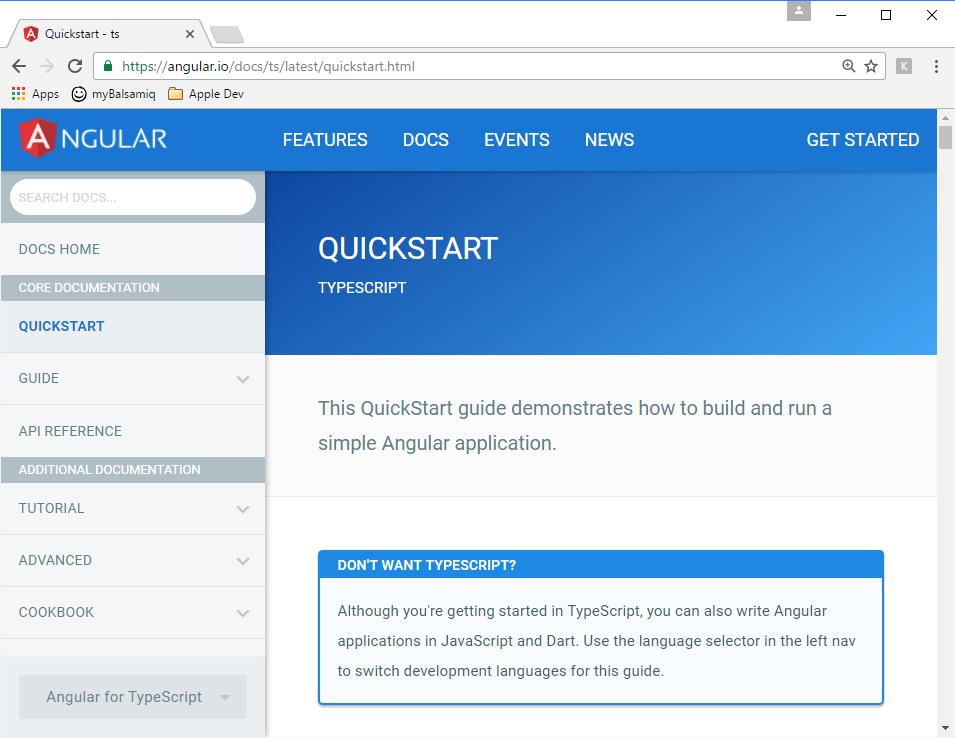 Quickstart - ts
https://angular.io/docs/ts/latest/quickstart.html
K
Apps myBalsamiq Apple Dev
ANGULAR FEATURES DOCS EVENTS NEWS GET STARTED
SEARCH DOCS...
DOCS HOME
CORE DOCUMENTATION
QUICKSTART
GUIDE
API REFERENCE
ADDITIONAL DOCUMENTATION
TUTORIAL
ADVANCED
COOKBOOK
Angular for TypeScript
QUICKSTART
TYPESCRIPT
This QuickStart guide demonstrates how to build and run a
simple Angular application.
DON'T WANT TYPESCRIPT?
Although you're getting started in TypeScript, you can also write Angular
applications in JavaScript and Dart. Use the language selector in the left nav
to switch development languages for this guide.